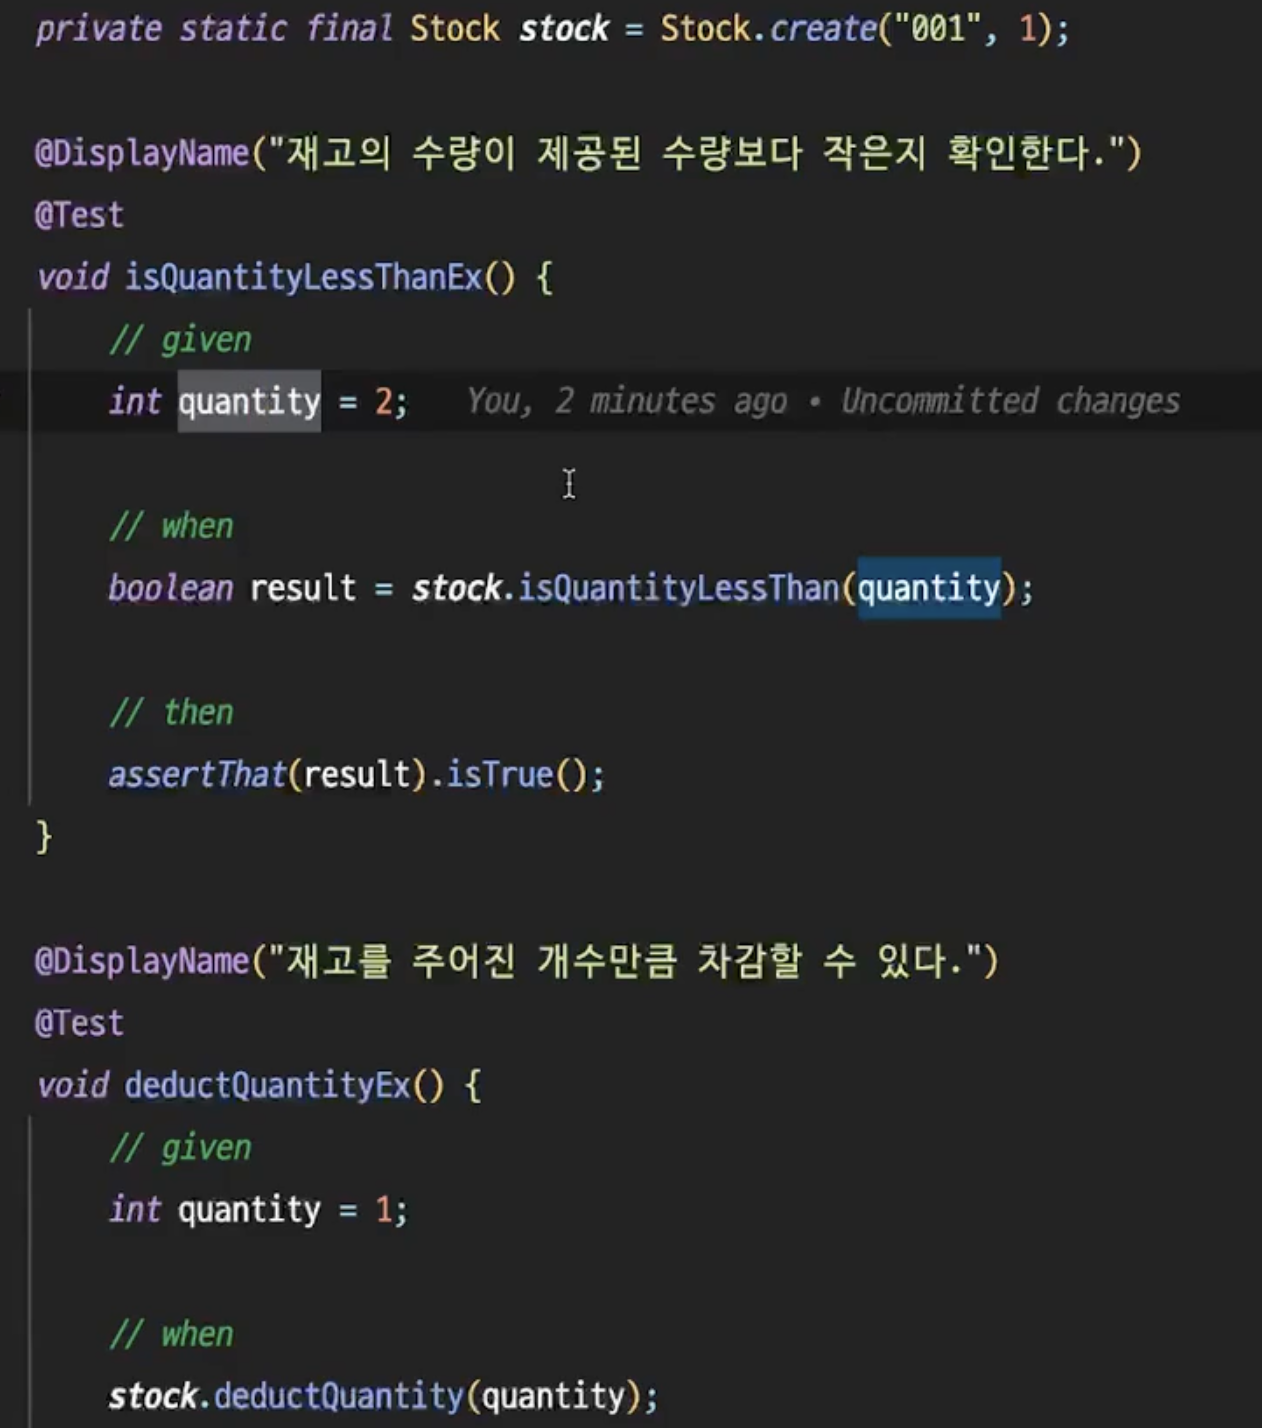 private static final Stock stock = Stock.create("001", 1);
@DisplayName("재고의 수량이 제공된 수량보다 작은지 확인한다.")
@Test
void isQuantityLessThanEx() {
// given
int quantity = 2; You, 2 minutes ago • Uncommitted changes
// when
boolean result = stock.isQuantityLessThan(quantity);
// then
assertThat(result).isTrue();
}
@DisplayName("재고를 주어진 개수만큼 차감할 수 있다.")
@Test
void deductQuantityEx() {
// given
int quantity = 1;
// when
stock.deductQuantity(quantity);